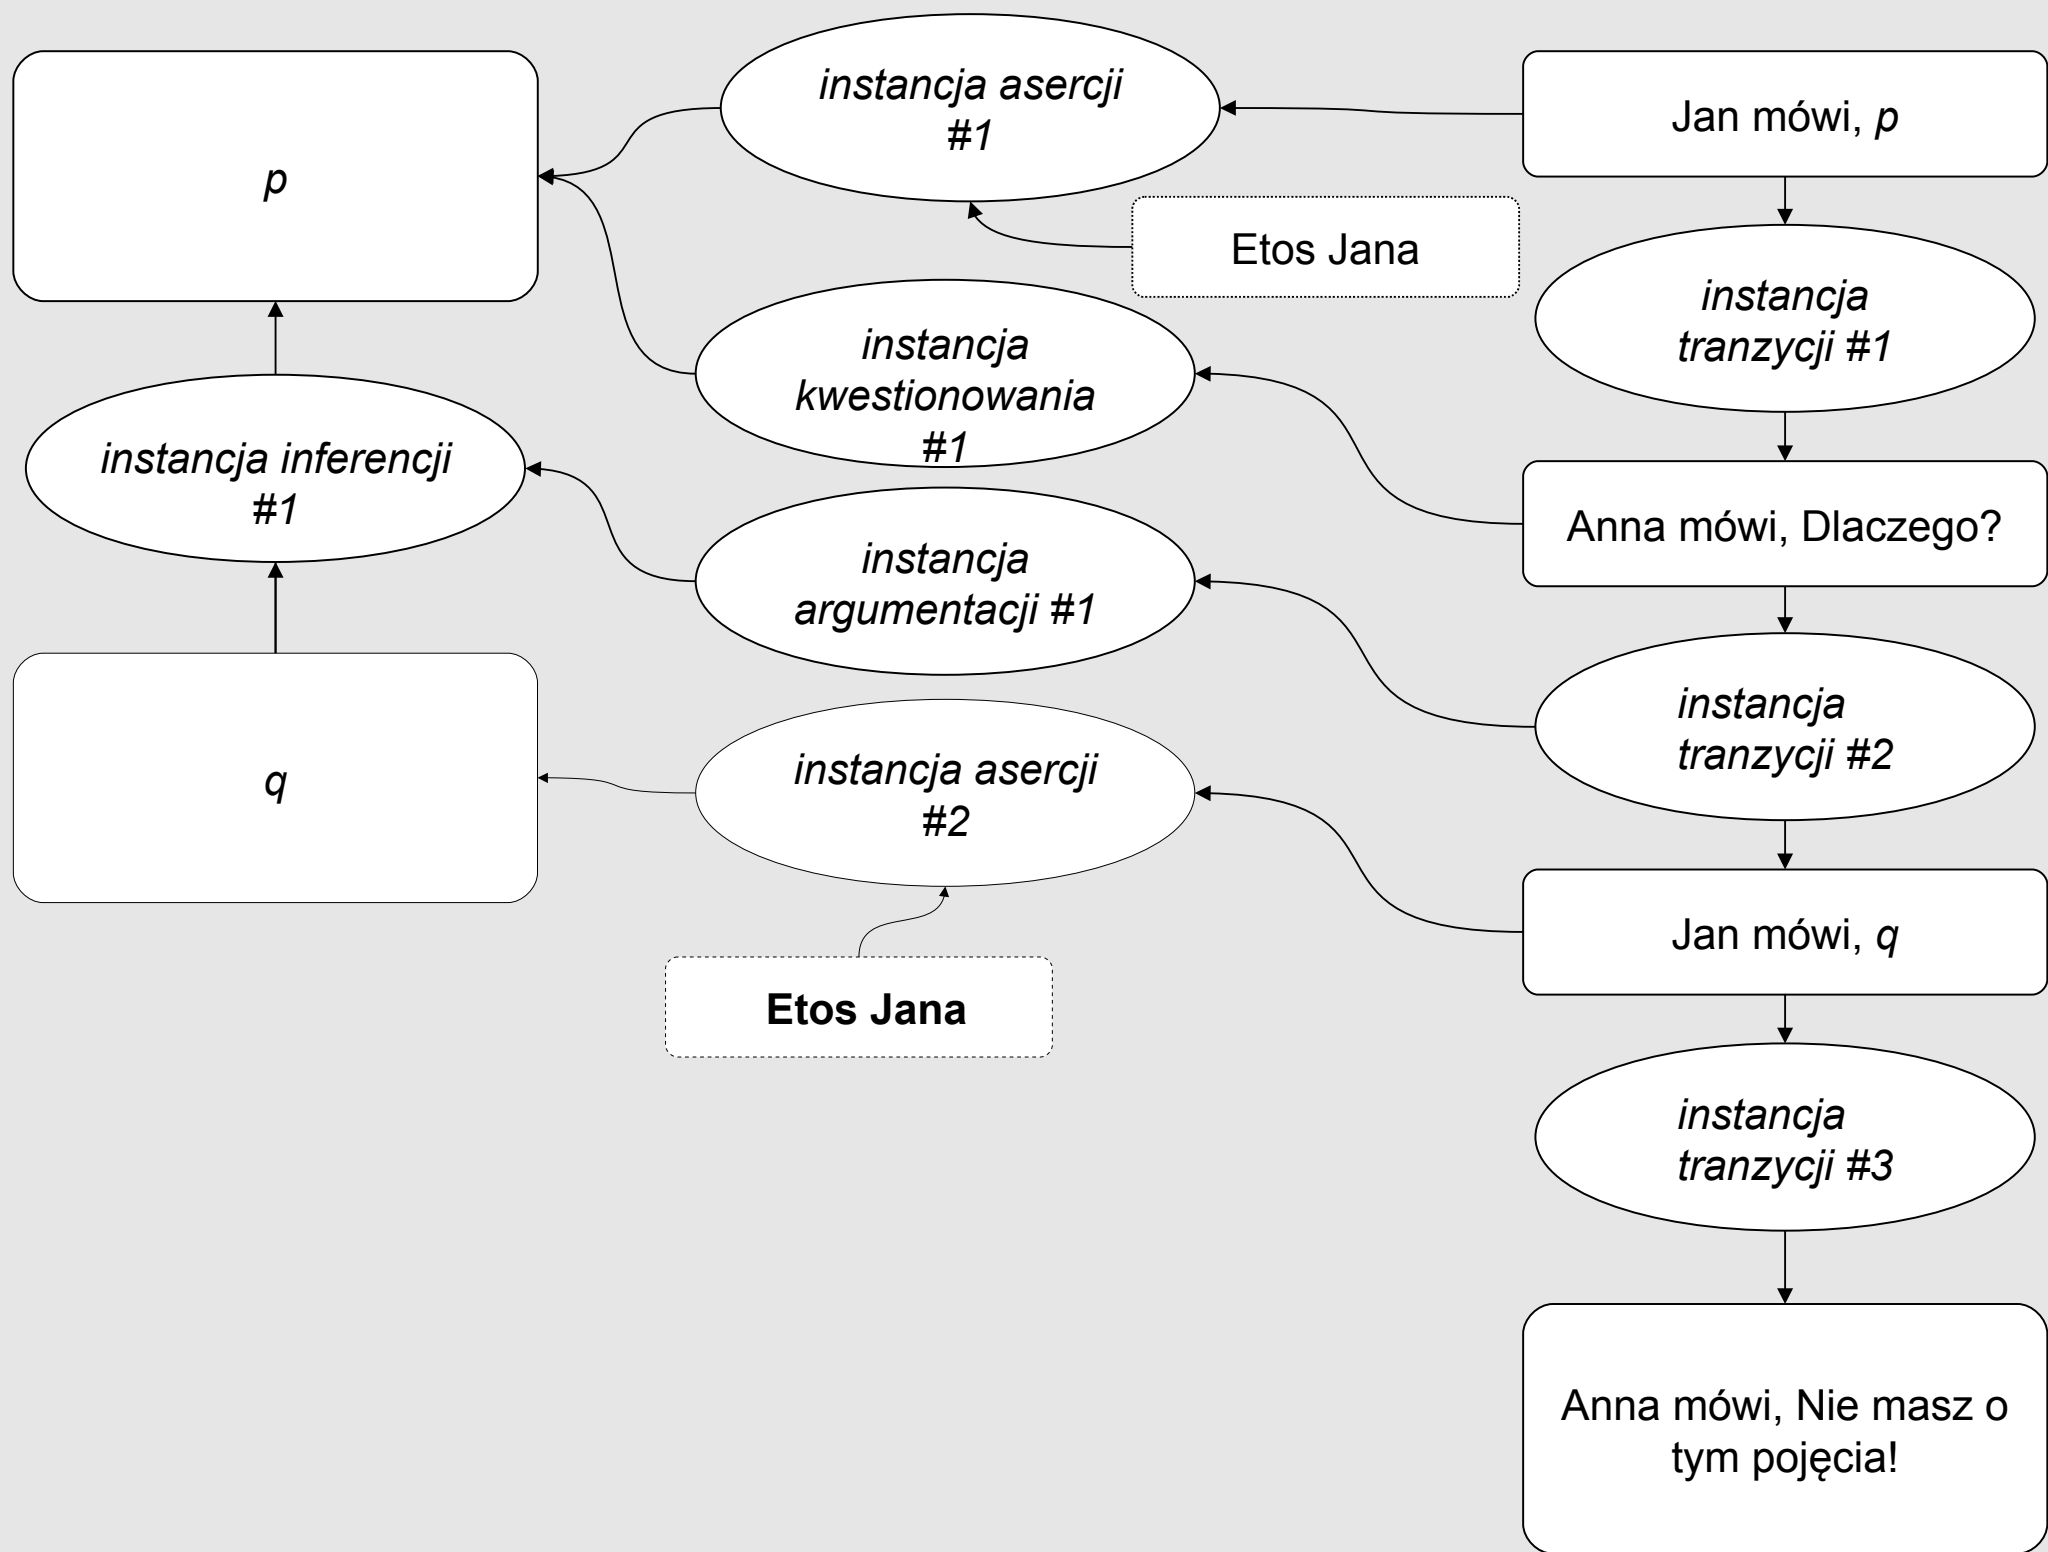 p
instancja asercji
#1
Jan mówi, p
Etos Jana
instancja
tranzycji #1
instancja
kwestionowania
#1
instancja inferencji
#1
Anna mówi, Dlaczego?
instancja
argumentacji #1
instancja
tranzycji #2
q
instancja asercji
#2
Jan mówi, q
Etos Jana
instancja
tranzycji #3
Anna mówi, Nie masz o
tym pojęcia!